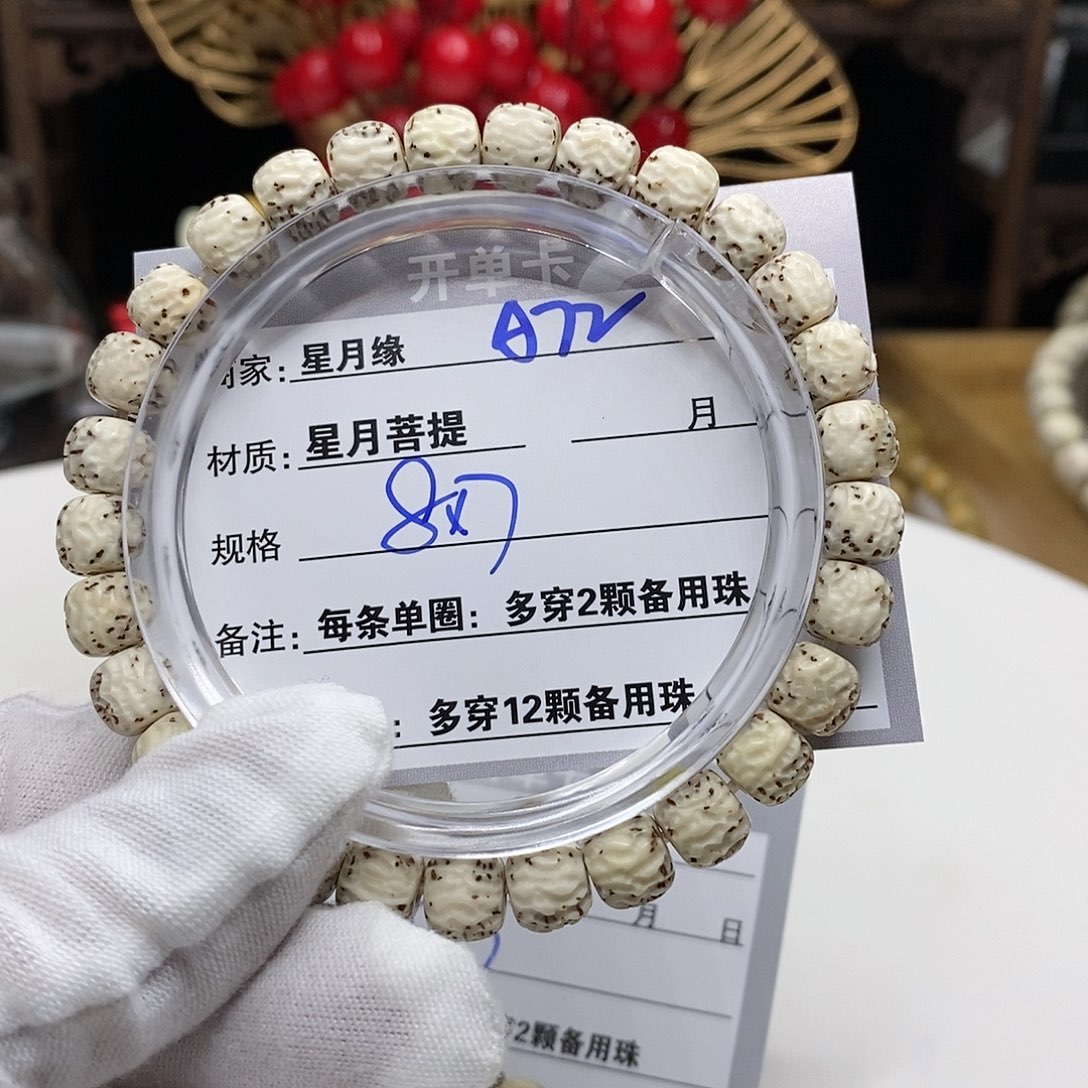 开单卡
商家：星月缘 A72
材质：星月菩提 月
规格 8x7
备注：每条单圈：多穿2颗备用珠
：多穿12颗备用珠
月 日
2颗备用珠